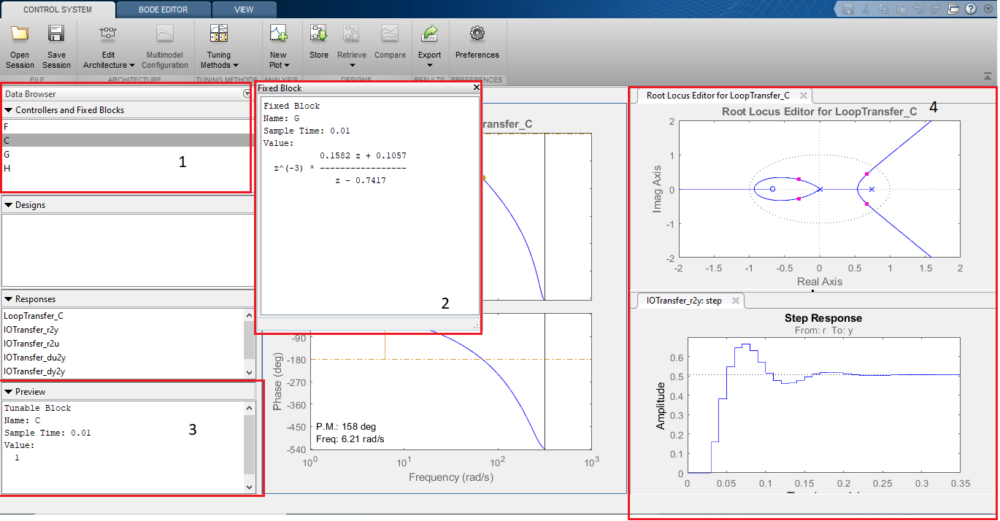 CONTROL SYSTEM
BODE EDITOR
VIEW
Open Session
Save Session
Edit Architecture
Multimodel Configuration
Tuning Methods
New Plot
Store
Retrieve
Compare
Export
Preferences
FILE
ARCHITECTURE
TUNING METHODS
ANALYSIS
DESIGNS
RESULTS
PREFERENCES
Data Browser
Controllers and Fixed Blocks
F
C
G
H
1
Designs
Responses
LoopTransfer_C
IOTransfer_r2y
IOTransfer_r2u
IOTransfer_du2y
IOTransfer_dy2y
Preview
Tunable Block
Name: C
Sample Time: 0.01
Value:
1
3
Fixed Block
Fixed Block
Name: G
Sample Time: 0.01
Value:
0.1582 z + 0.1057
z^(-3) * -----------------
z - 0.7417
2
ransfer_C
-90
-180
-270
-360
-450
-540
Phase (deg)
P.M.: 158 deg
Freq: 6.21 rad/s
10^0 10^1 10^2 10^3
Frequency (rad/s)
Root Locus Editor for LoopTransfer_C
Root Locus Editor for LoopTransfer_C
4
2
1
0
-1
-2
Imag Axis
-2 -1.5 -1 -0.5 0 0.5 1 1.5 2
Real Axis
IOTransfer_r2y: step
Step Response
From: r To: y
0.6
0.5
0.4
0.3
0.2
0.1
0
Amplitude
0 0.05 0.1 0.15 0.2 0.25 0.3 0.35